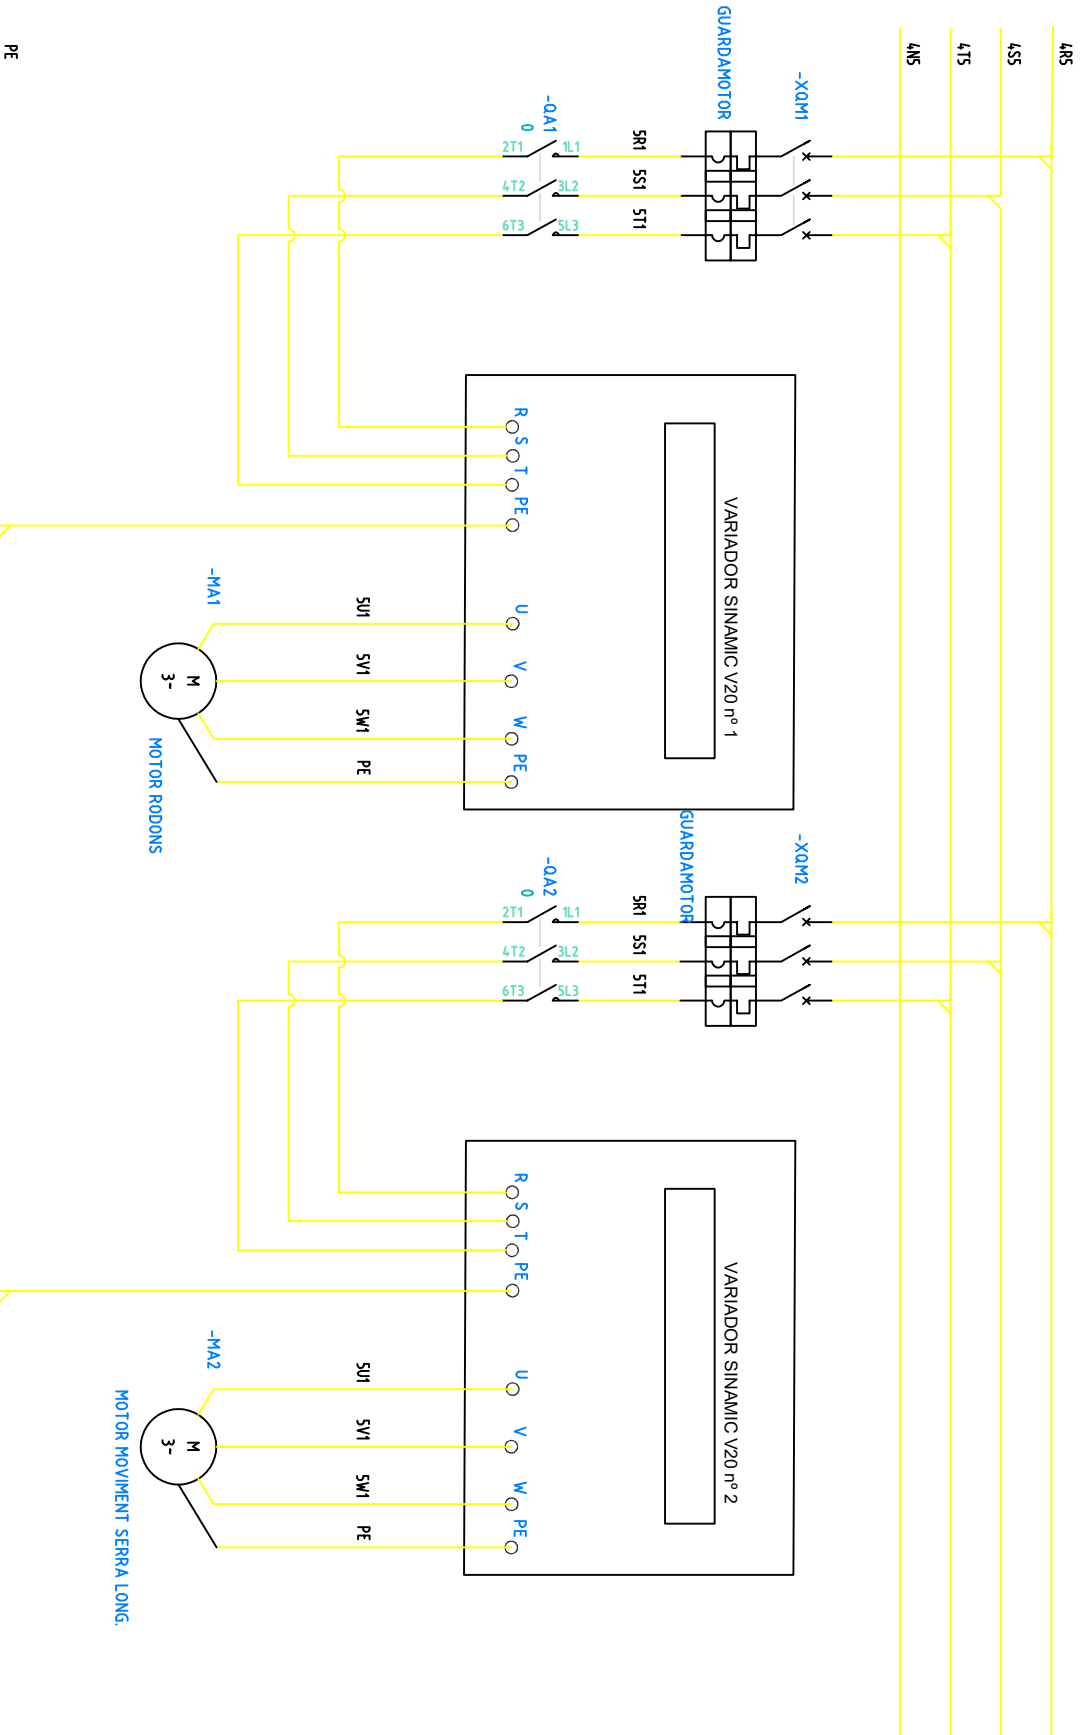 4R5
4S5
4T5
4N5
-XQM1
GUARDAMOTOR
5R1
5S1
5T1
-QA1
0
1L1
3L2
5L3
2T1
4T2
6T3
VARIADOR SINAMIC V20 nº 1
R
S
T
PE
U
V
W
PE
5U1
5V1
5W1
PE
-MA1
M
3~
MOTOR RODONS
-XQM2
GUARDAMOTOR
5R1
5S1
5T1
-QA2
0
1L1
3L2
5L3
2T1
4T2
6T3
VARIADOR SINAMIC V20 nº 2
R
S
T
PE
U
V
W
PE
5U1
5V1
5W1
PE
-MA2
M
3~
MOTOR MOVIMENT SERRA LONG.
PE